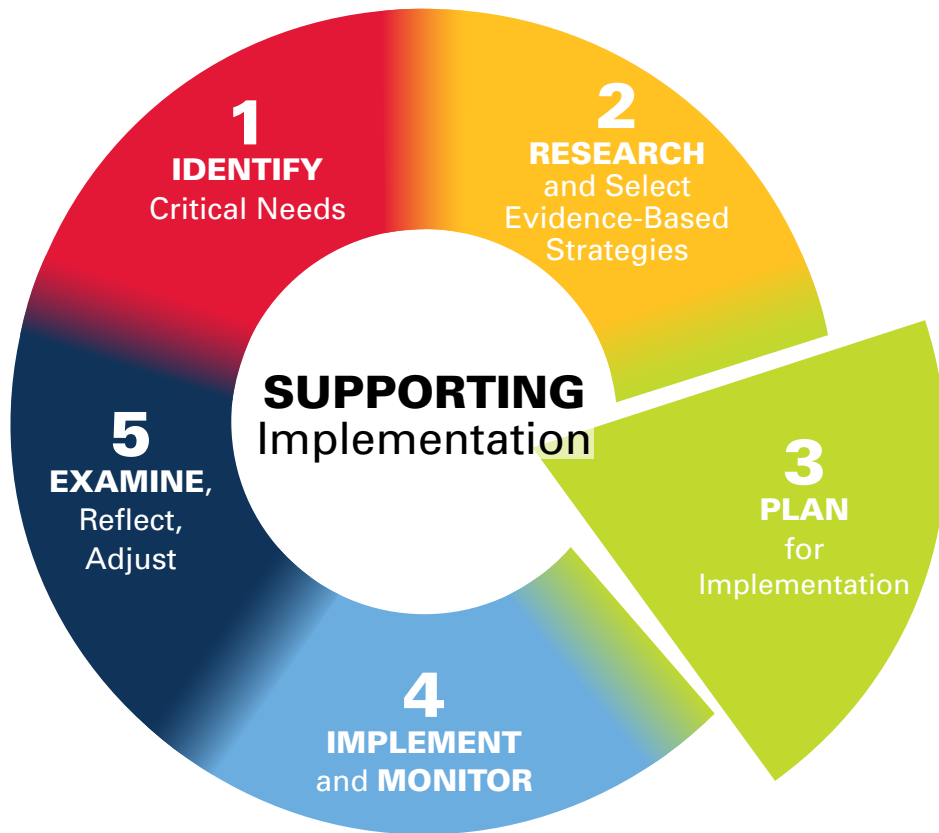 1
IDENTIFY
Critical Needs
2
RESEARCH
and Select
Evidence-Based
Strategies
SUPPORTING
Implementation
3
PLAN
for
Implementation
4
IMPLEMENT
and MONITOR
5
EXAMINE,
Reflect,
Adjust